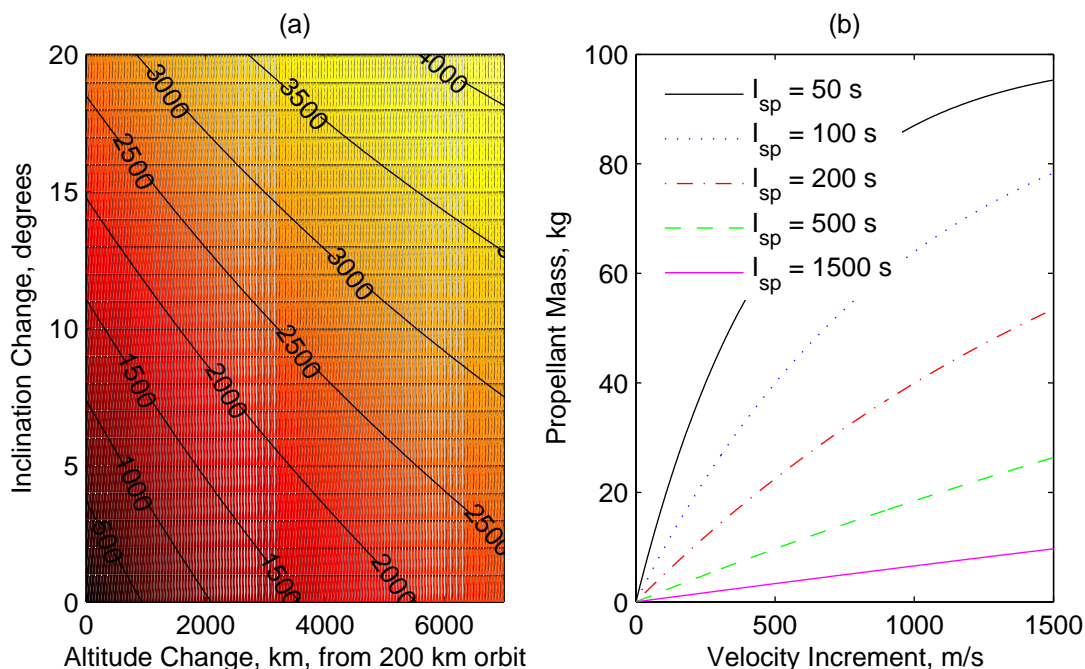 (a)
20
15
10
5
0
Inclination Change, degrees
0
2000
4000
6000
Altitude Change, km, from 200 km orbit
3000
3500
4000
2500
3000
2500
2000
1500
1000
500
1500
2000
2500
(b)
100
80
60
40
20
0
Propellant Mass, kg
I_sp = 50 s
I_sp = 100 s
I_sp = 200 s
I_sp = 500 s
I_sp = 1500 s
0
500
1000
1500
Velocity Increment, m/s